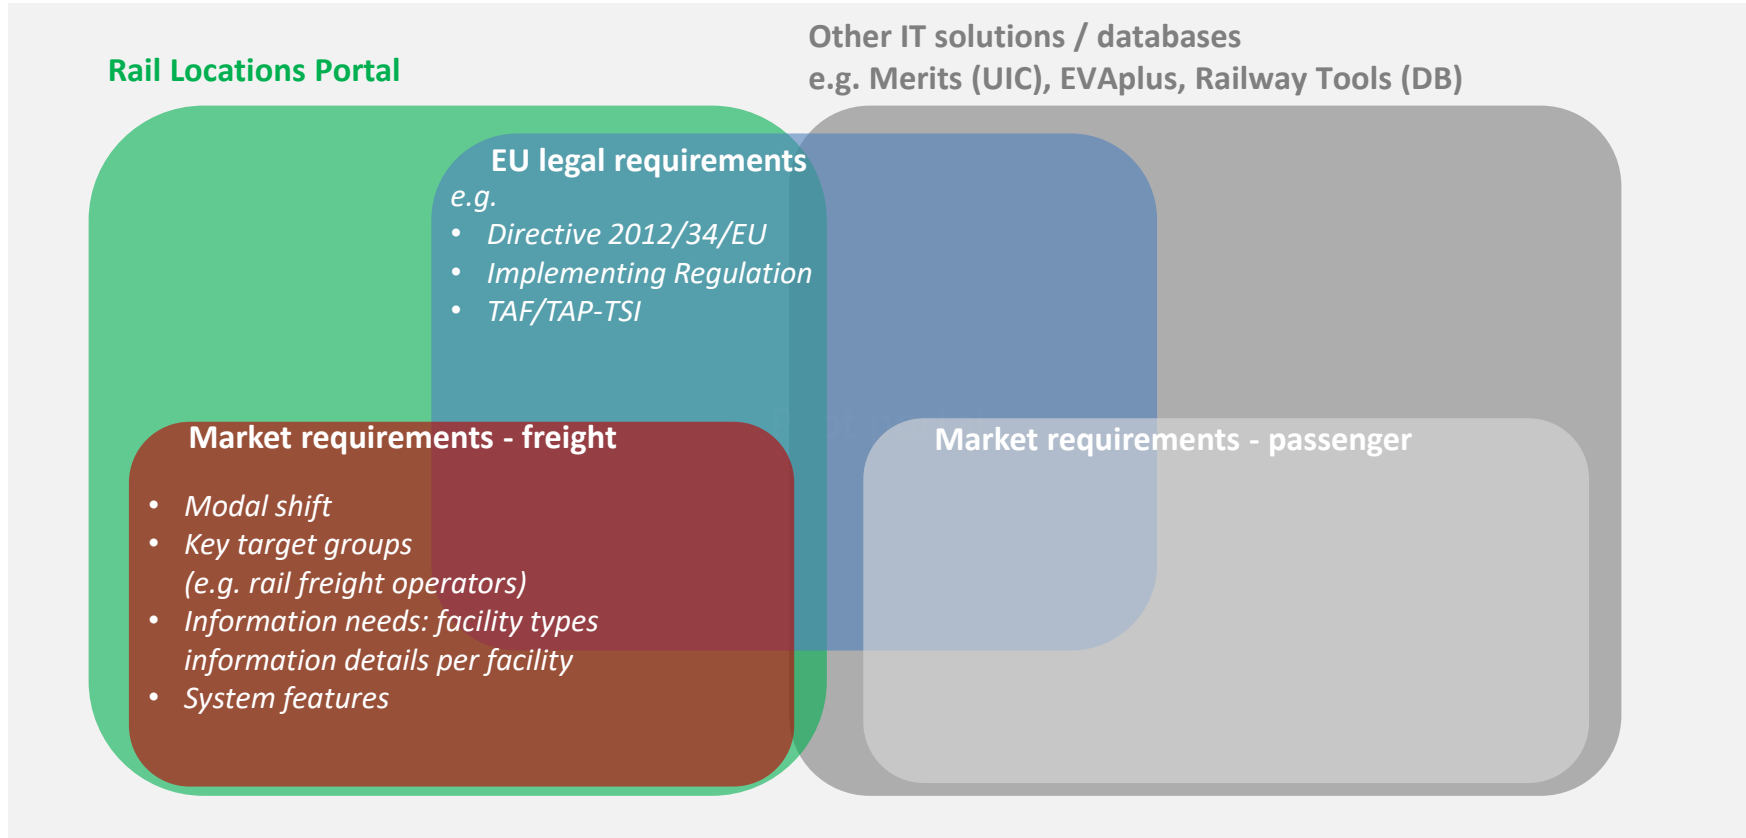 Rail Locations Portal
Other IT solutions / databases
e.g. Merits (UIC), EVAplus, Railway Tools (DB)
EU legal requirements
e.g.
• Directive 2012/34/EU
• Implementing Regulation
• TAF/TAP-TSI
Market requirements - freight
• Modal shift
• Key target groups
(e.g. rail freight operators)
• Information needs: facility types
information details per facility
• System features
Market requirements - passenger